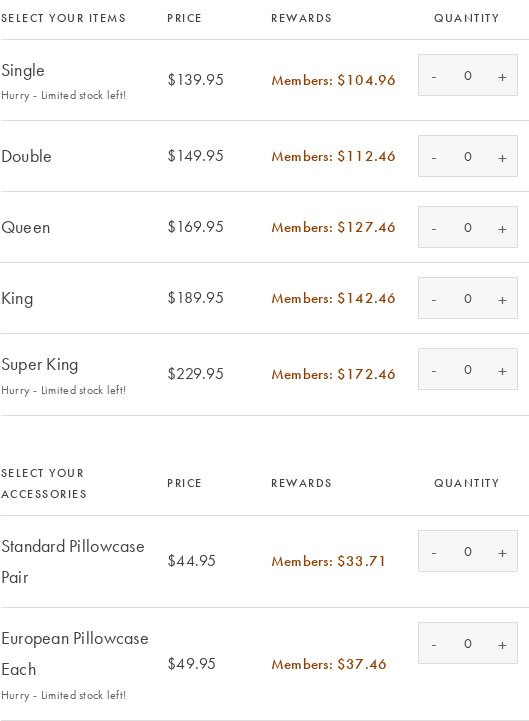 SELECT YOUR ITEMS PRICE REWARDS QUANTITY
Single
Hurry - Limited stock left!
$139.95 Members: $104.96 - 0 +
Double $149.95 Members: $112.46 - 0 +
Queen $169.95 Members: $127.46 - 0 +
King $189.95 Members: $142.46 - 0 +
Super King
Hurry - Limited stock left!
$229.95 Members: $172.46 - 0 +
SELECT YOUR
ACCESSORIES
PRICE REWARDS QUANTITY
Standard Pillowcase
Pair
$44.95 Members: $33.71 - 0 +
European Pillowcase
Each
Hurry - Limited stock left!
$49.95 Members: $37.46 - 0 +